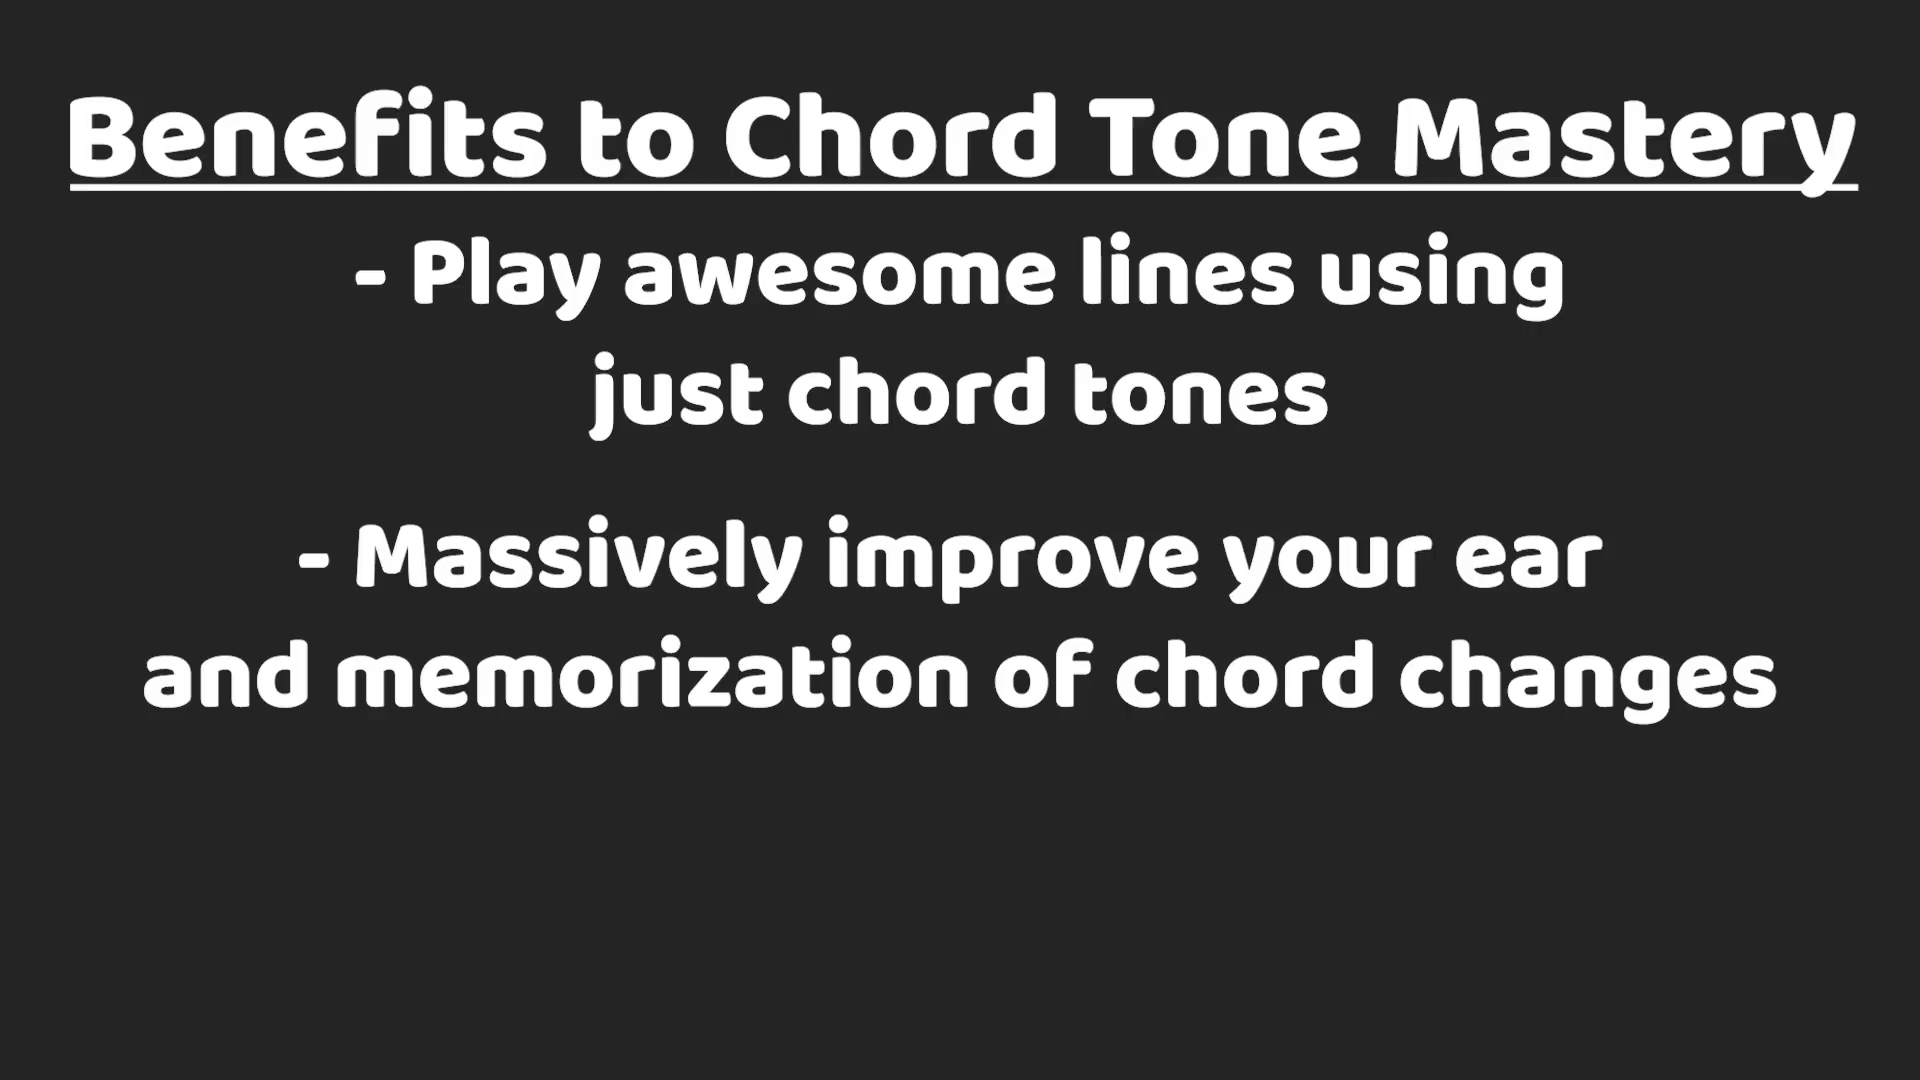 Benefits to Chord Tone Mastery
- Play awesome lines using
just chord tones
- Massively improve your ear
and memorization of chord changes